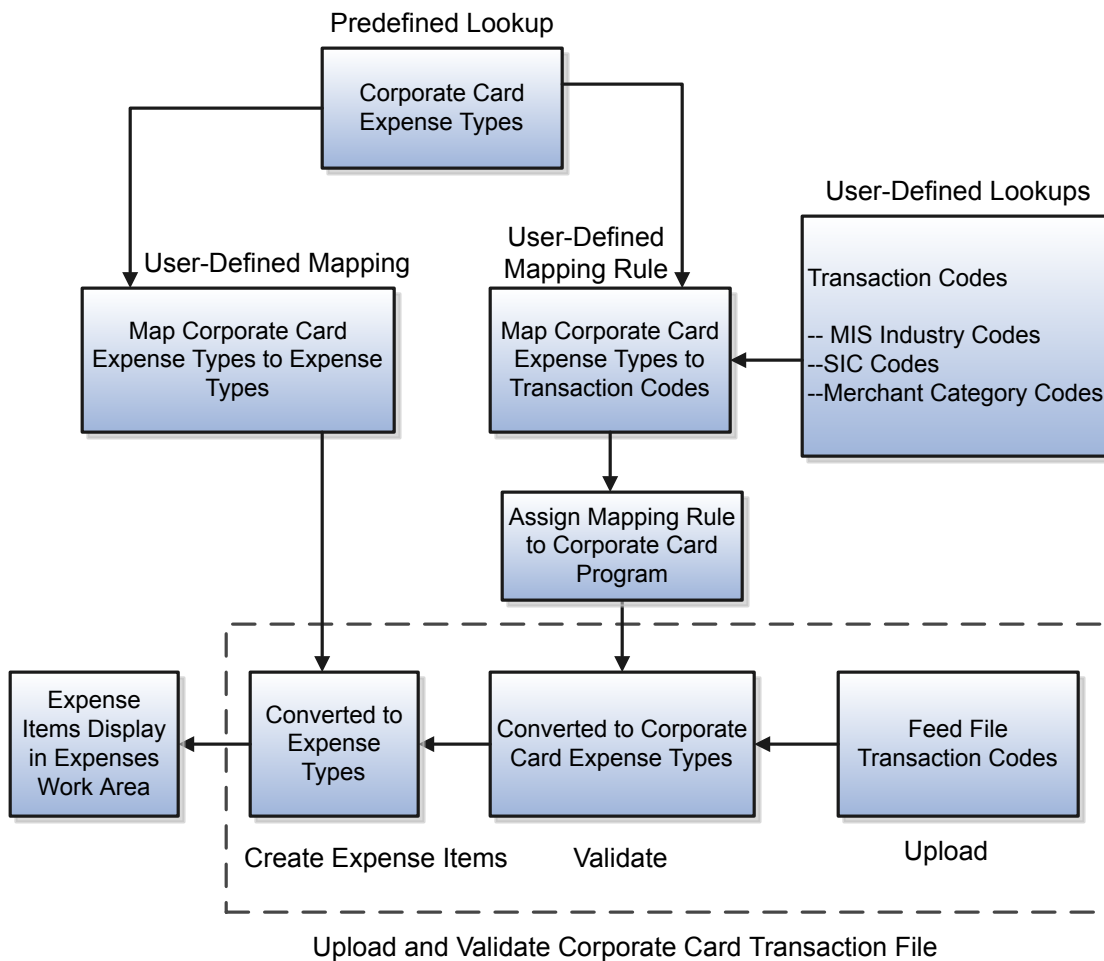 Predefined Lookup
Corporate Card
Expense Types
User-Defined Lookups
Transaction Codes
-- MIS Industry Codes
--SIC Codes
--Merchant Category Codes
User-Defined Mapping
Map Corporate Card
Expense Types to Expense
Types
User-Defined
Mapping Rule
Map Corporate Card
Expense Types to
Transaction Codes
Assign Mapping Rule
to Corporate Card
Program
Expense
Items Display
in Expenses
Work Area
Converted to
Expense
Types
Converted to Corporate
Card Expense Types
Feed File
Transaction Codes
Create Expense Items
Validate
Upload
Upload and Validate Corporate Card Transaction File